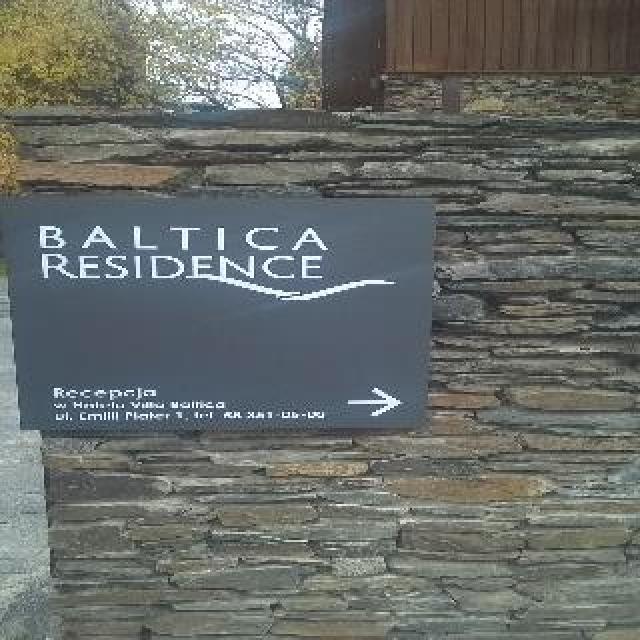 BALTICA
RESIDENCE
Recepcja
w Hotelu Villa Baltica
ul. Emilii Plater 1, tel.